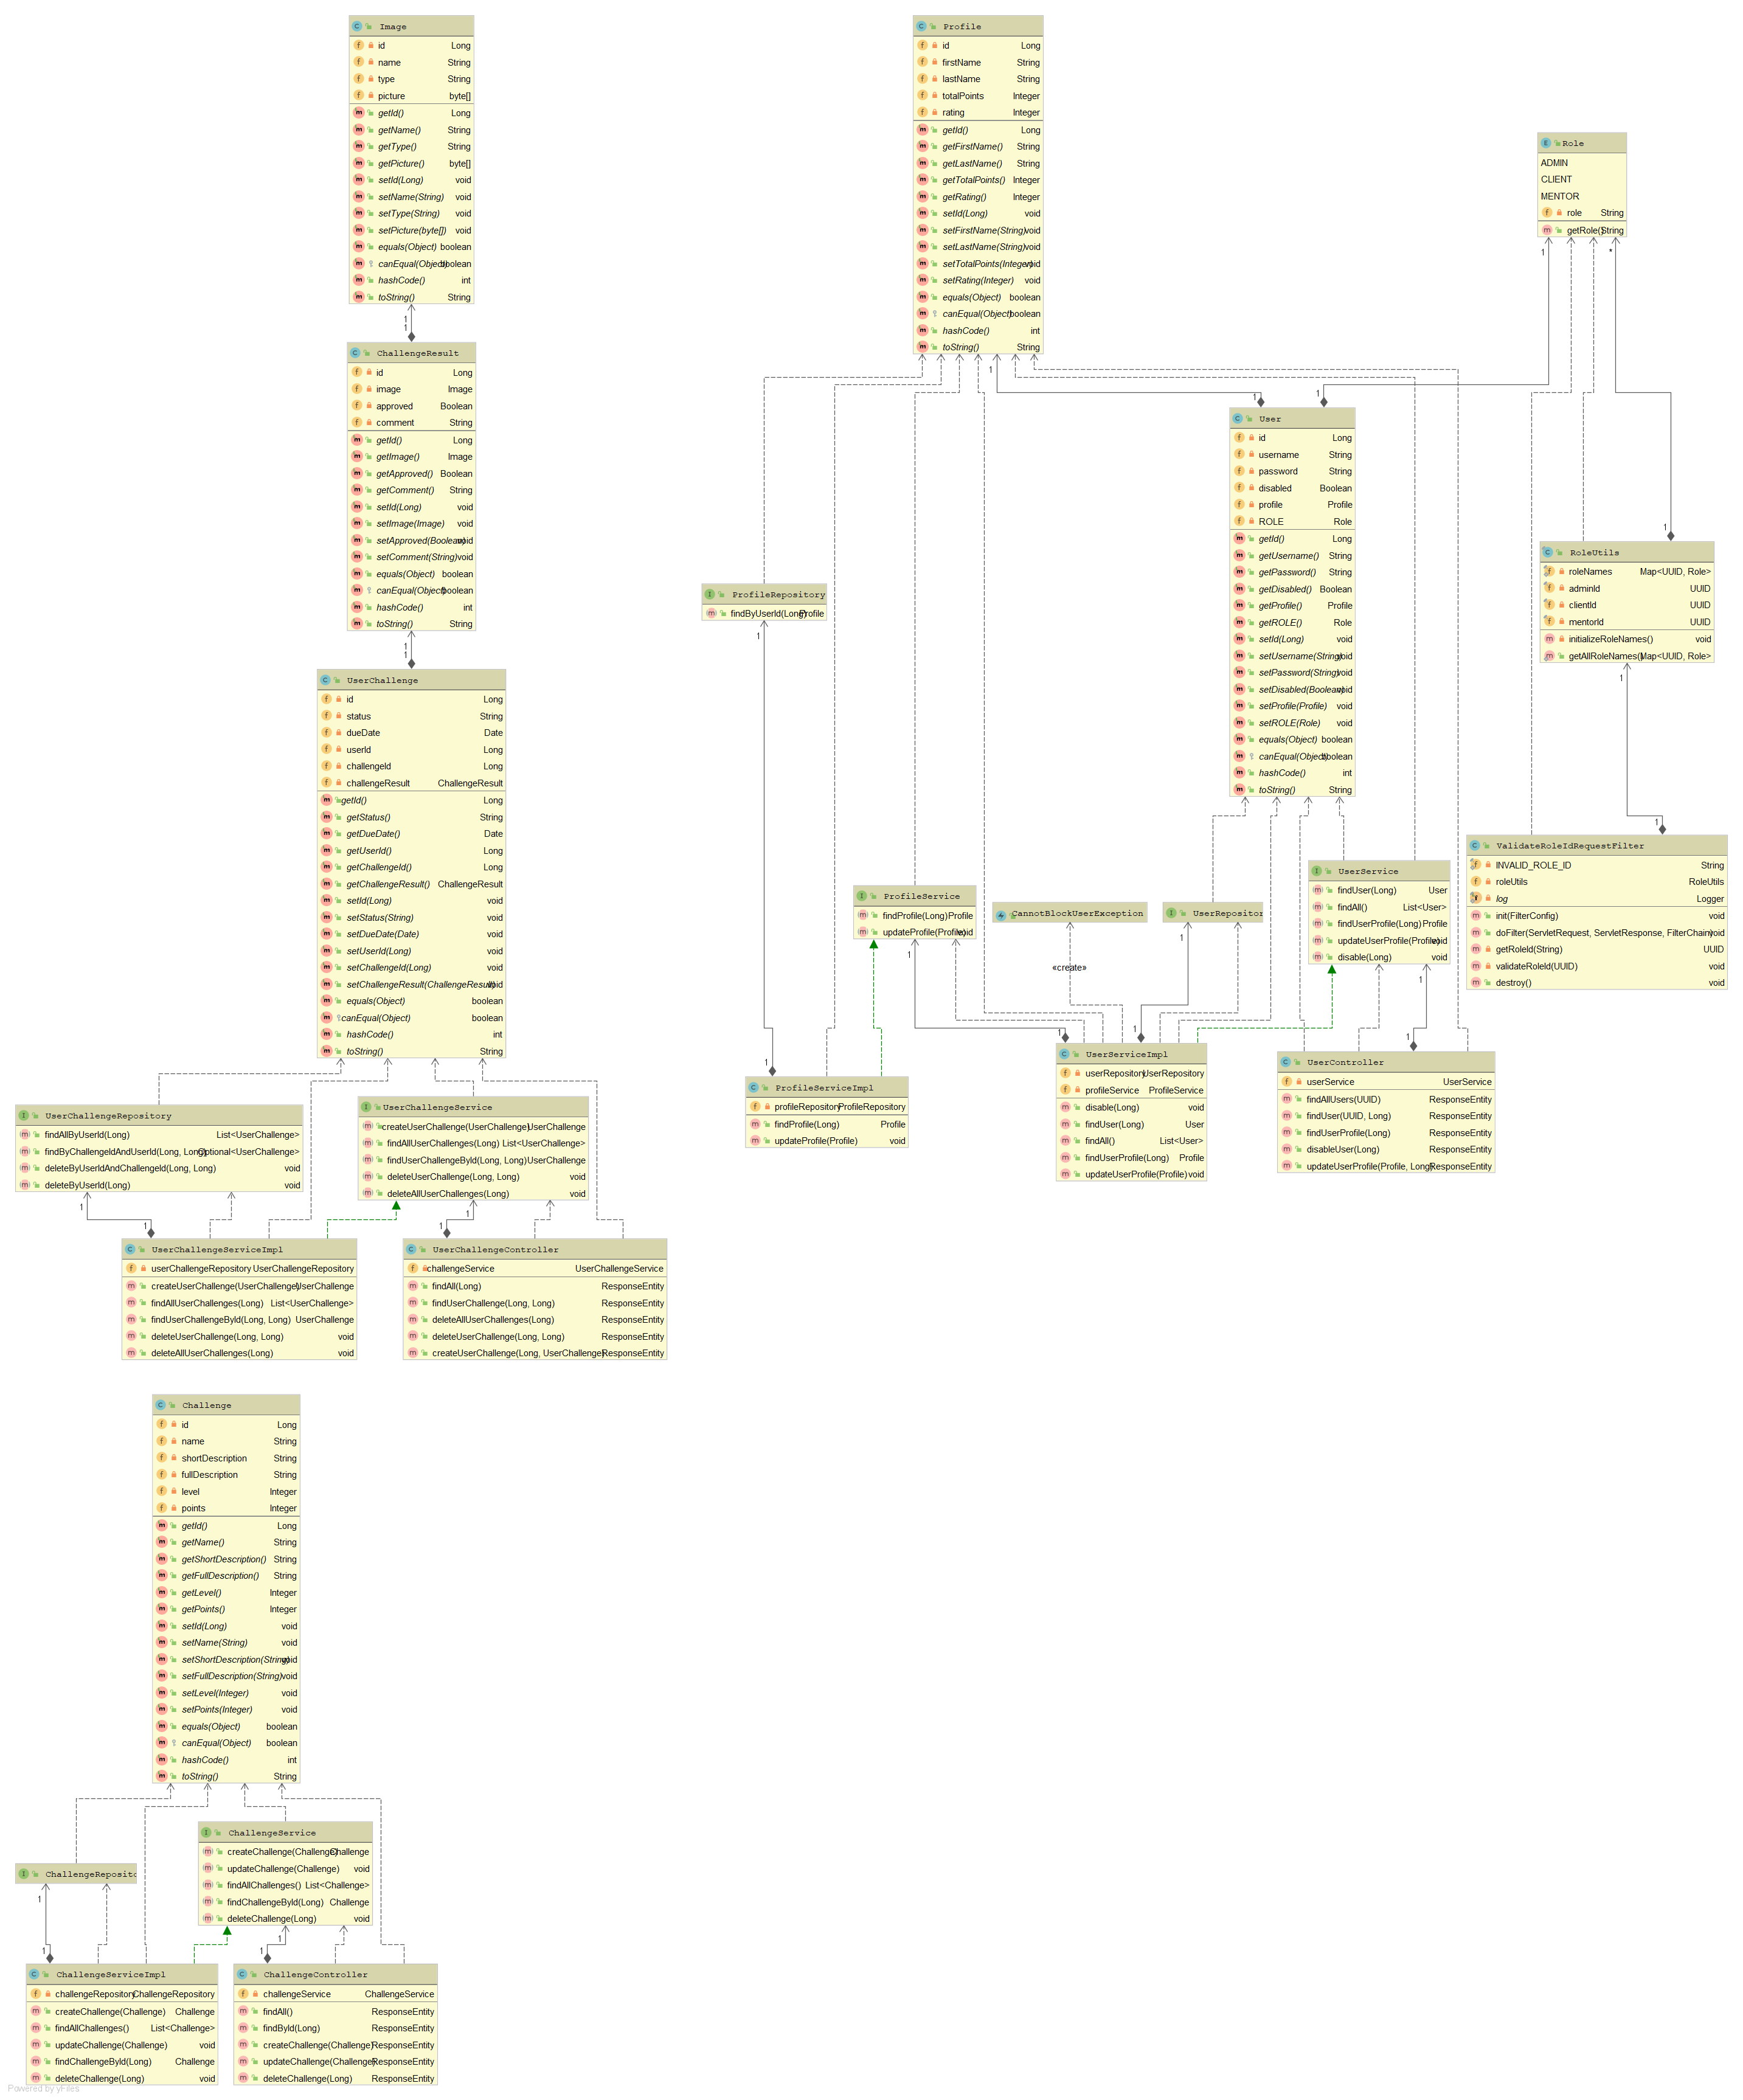 Image
id Long
name String
type String
picture byte[]
getId() Long
getName() String
getType() String
getPicture() byte[]
setId(Long) void
setName(String) void
setType(String) void
setPicture(byte[]) void
equals(Object) boolean
canEqual(Object) boolean
hashCode() int
toString() String
1
1
ChallengeResult
id Long
image Image
approved Boolean
comment String
getId() Long
getImage() Image
getApproved() Boolean
getComment() String
setId(Long) void
setImage(Image) void
setApproved(Boolean) void
setComment(String) void
equals(Object) boolean
canEqual(Object) boolean
hashCode() int
toString() String
1
1
UserChallenge
id Long
status String
dueDate Date
userId Long
challengeId Long
challengeResult ChallengeResult
getId() Long
getStatus() String
getDueDate() Date
getUserId() Long
getChallengeId() Long
getChallengeResult() ChallengeResult
setId(Long) void
setStatus(String) void
setDueDate(Date) void
setUserId(Long) void
setChallengeId(Long) void
setChallengeResult(ChallengeResult) void
equals(Object) boolean
canEqual(Object) boolean
hashCode() int
toString() String
UserChallengeRepository
findAllByUserId(Long) List<UserChallenge>
findByChallengeIdAndUserId(Long, Long) Optional<UserChallenge>
deleteByUserIdAndChallengeId(Long, Long) void
deleteByUserId(Long) void
1
1
UserChallengeService
createUserChallenge(UserChallenge) UserChallenge
findAllUserChallenges(Long) List<UserChallenge>
findUserChallengeById(Long, Long) UserChallenge
deleteUserChallenge(Long, Long) void
deleteAllUserChallenges(Long) void
1
1
UserChallengeServiceImpl
userChallengeRepository UserChallengeRepository
createUserChallenge(UserChallenge) UserChallenge
findAllUserChallenges(Long) List<UserChallenge>
findUserChallengeById(Long, Long) UserChallenge
deleteUserChallenge(Long, Long) void
deleteAllUserChallenges(Long) void
UserChallengeController
challengeService UserChallengeService
findAll(Long) ResponseEntity
findUserChallenge(Long, Long) ResponseEntity
deleteAllUserChallenges(Long) ResponseEntity
deleteUserChallenge(Long, Long) ResponseEntity
createUserChallenge(Long, UserChallenge) ResponseEntity
Profile
id Long
firstName String
lastName String
totalPoints Integer
rating Integer
getId() Long
getFirstName() String
getLastName() String
getTotalPoints() Integer
getRating() Integer
setId(Long) void
setFirstName(String) void
setLastName(String) void
setTotalPoints(Integer) void
setRating(Integer) void
equals(Object) boolean
canEqual(Object) boolean
hashCode() int
toString() String
1
1
Role
ADMIN
CLIENT
MENTOR
role String
getRole() String
1
*
1
User
id Long
username String
password String
disabled Boolean
profile Profile
ROLE Role
getId() Long
getUsername() String
getPassword() String
getDisabled() Boolean
getProfile() Profile
getROLE() Role
setId(Long) void
setUsername(String) void
setPassword(String) void
setDisabled(Boolean) void
setProfile(Profile) void
setROLE(Role) void
equals(Object) boolean
canEqual(Object) boolean
hashCode() int
toString() String
1
RoleUtils
roleNames Map<UUID, Role>
adminId UUID
clientId UUID
mentorId UUID
initializeRoleNames() void
getAllRoleNames() Map<UUID, Role>
1
1
ValidateRoleIdRequestFilter
INVALID_ROLE_ID String
roleUtils RoleUtils
log Logger
init(FilterConfig) void
doFilter(ServletRequest, ServletResponse, FilterChain) void
getRoleId(String) UUID
validateRoleId(UUID) void
destroy() void
ProfileRepository
findByUserId(Long) Profile
1
1
ProfileService
findProfile(Long) Profile
updateProfile(Profile) void
1
1
CannotBlockUserException
«create»
UserRepositor
1
1
UserService
findUser(Long) User
findAll() List<User>
findUserProfile(Long) Profile
updateUserProfile(Profile) void
disable(Long) void
1
1
ProfileServiceImpl
profileRepository ProfileRepository
findProfile(Long) Profile
updateProfile(Profile) void
UserServiceImpl
userRepository UserRepository
profileService ProfileService
disable(Long) void
findUser(Long) User
findAll() List<User>
findUserProfile(Long) Profile
updateUserProfile(Profile) void
UserController
userService UserService
findAllUsers(UUID) ResponseEntity
findUser(UUID, Long) ResponseEntity
findUserProfile(Long) ResponseEntity
disableUser(Long) ResponseEntity
updateUserProfile(Profile, Long) ResponseEntity
Challenge
id Long
name String
shortDescription String
fullDescription String
level Integer
points Integer
getId() Long
getName() String
getShortDescription() String
getFullDescription() String
getLevel() Integer
getPoints() Integer
setId(Long) void
setName(String) void
setShortDescription(String) void
setFullDescription(String) void
setLevel(Integer) void
setPoints(Integer) void
equals(Object) boolean
canEqual(Object) boolean
hashCode() int
toString() String
ChallengeReposito
1
1
ChallengeService
createChallenge(Challenge) Challenge
updateChallenge(Challenge) void
findAllChallenges() List<Challenge>
findChallengeById(Long) Challenge
deleteChallenge(Long) void
1
1
ChallengeServiceImpl
challengeRepository ChallengeRepository
createChallenge(Challenge) Challenge
findAllChallenges() List<Challenge>
updateChallenge(Challenge) void
findChallengeById(Long) Challenge
deleteChallenge(Long) void
ChallengeController
challengeService ChallengeService
findAll() ResponseEntity
findById(Long) ResponseEntity
createChallenge(Challenge) ResponseEntity
updateChallenge(Challenge) ResponseEntity
deleteChallenge(Long) ResponseEntity
Powered by yFiles